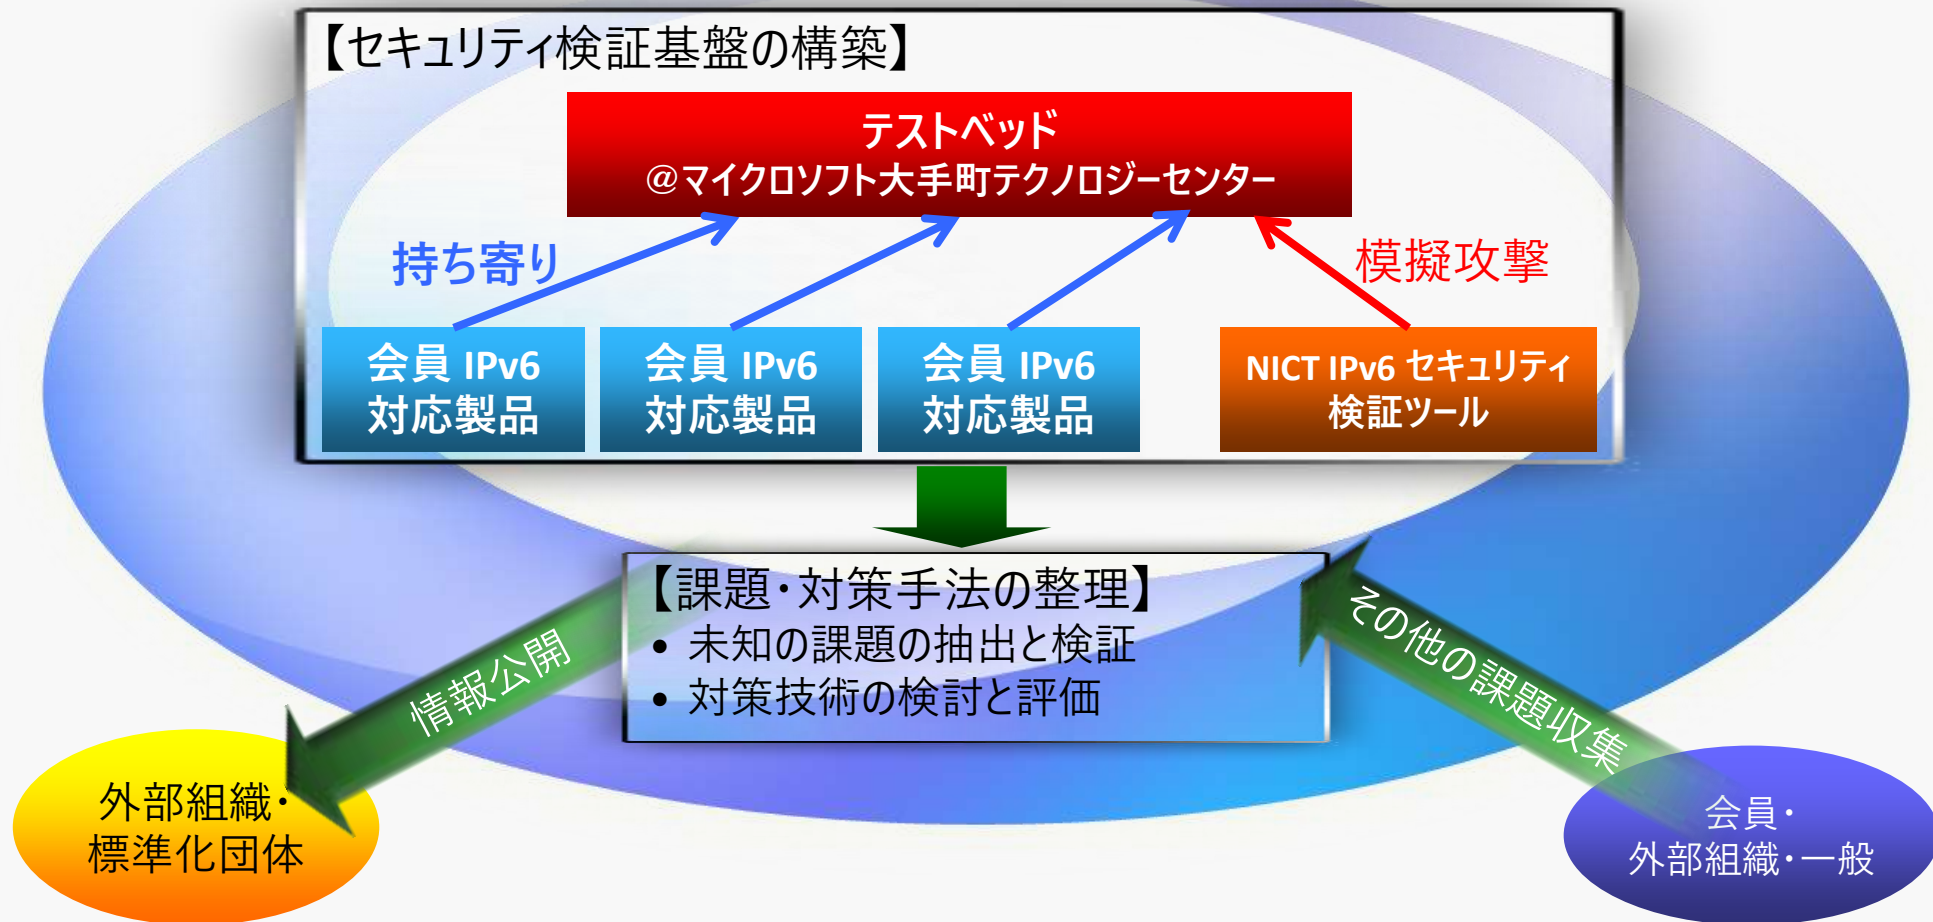 【セキュリティ検証基盤の構築】
テストベッド
@マイクロソフト大手町テクノロジーセンター
持ち寄り
模擬攻撃
会員 IPv6
対応製品
会員 IPv6
対応製品
会員 IPv6
対応製品
NICT IPv6 セキュリティ
検証ツール
【課題・対策手法の整理】
• 未知の課題の抽出と検証
• 対策技術の検討と評価
情報公開
その他の課題収集
外部組織・
標準化団体
会員・
外部組織・一般